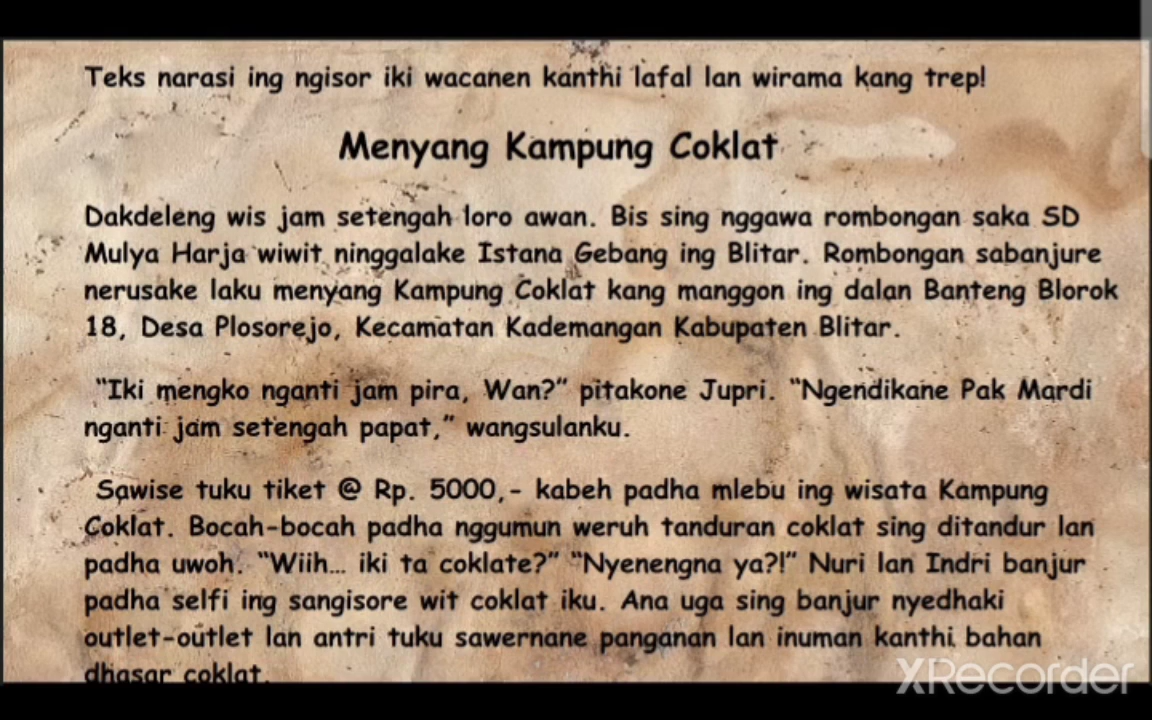 Teks narasi ing ngisor iki wacanen kanthi lafal lan wirama kang trep!
Menyang Kampung Coklat
Dakdeleng wis jam setengah loro awan. Bis sing nggawa rombongan saka SD
Mulya Harja wiwit ninggalake Istana Gebang ing Blitar. Rombongan sabanjure
nerusake laku menyang Kampung Coklat kang manggon ing dalan Banteng Blorok
18, Desa Plosorejo, Kecamatan Kademangan Kabupaten Blitar.
“Iki mengko nganti jam pira, Wan?” pitakone Jupri. “Ngendikane Pak Mardi
nganti jam setengah papat,” wangsulanku.
Sawise tuku tiket @ Rp. 5000,- kabeh padha mlebu ing wisata Kampung
Coklat. Bocah-bocah padha nggumun weruh tanduran coklat sing ditandur lan
padha uwoh. “Wiih... iki ta coklate?” “Nyenengna ya?!” Nuri lan Indri banjur
padha selfi ing sangisore wit coklat iku. Ana uga sing banjur nyedhaki
outlet-outlet lan antri tuku sawernane panganan lan inuman kanthi bahan
dhasar coklat.
XRecorder